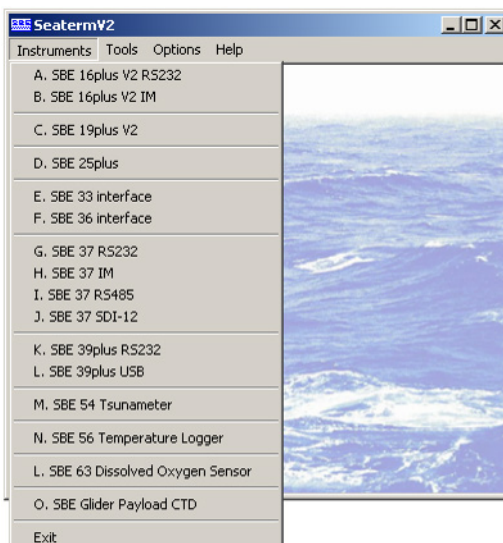 SeatermV2
Instruments Tools Options Help
A. SBE 16plus V2 RS232
B. SBE 16plus V2 IM
C. SBE 19plus V2
D. SBE 25plus
E. SBE 33 interface
F. SBE 36 interface
G. SBE 37 RS232
H. SBE 37 IM
I. SBE 37 RS485
J. SBE 37 SDI-12
K. SBE 39plus RS232
L. SBE 39plus USB
M. SBE 54 Tsunameter
N. SBE 56 Temperature Logger
L. SBE 63 Dissolved Oxygen Sensor
O. SBE Glider Payload CTD
Exit